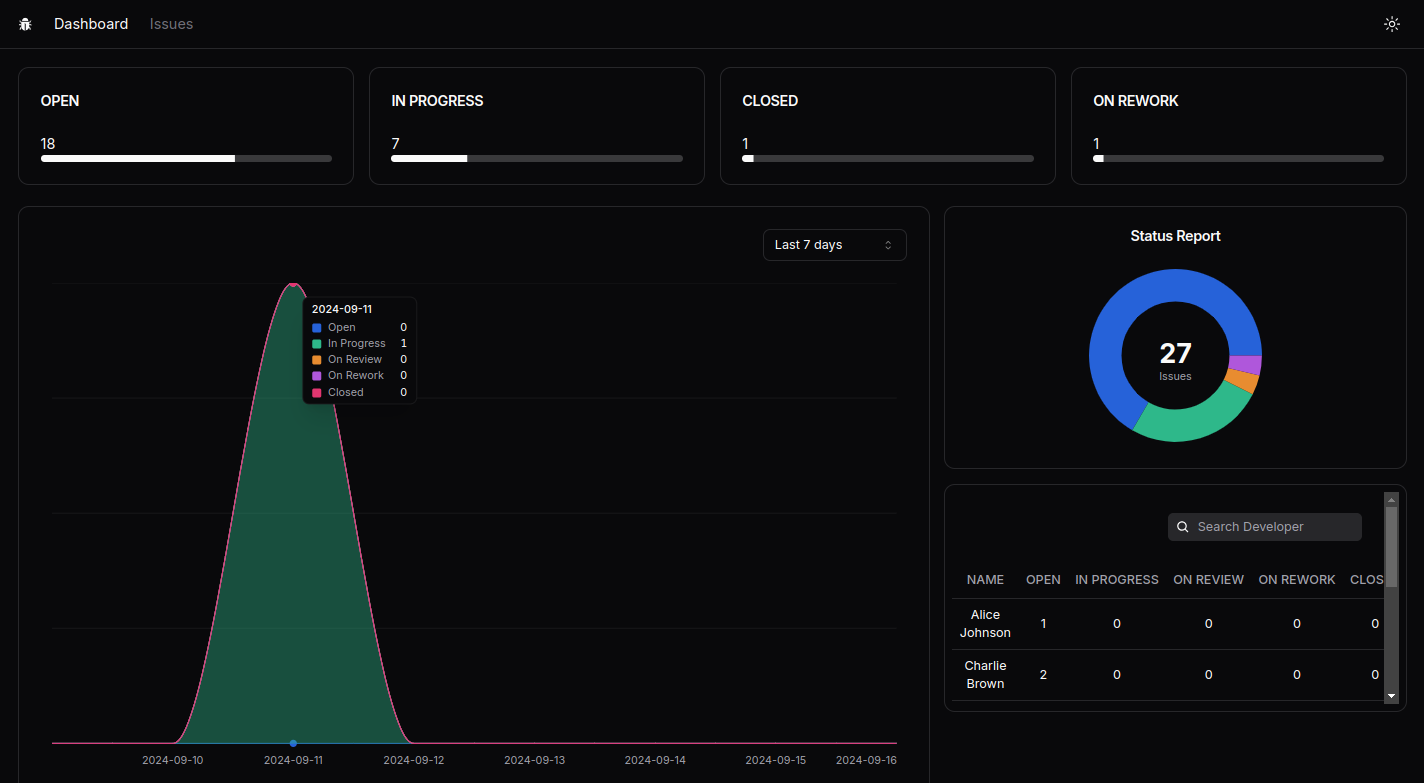 Dashboard Issues
OPEN
18
IN PROGRESS
7
CLOSED
1
ON REWORK
1
Last 7 days
2024-09-11
Open 0
In Progress 1
On Review 0
On Rework 0
Closed 0
2024-09-10 2024-09-11 2024-09-12 2024-09-13 2024-09-14 2024-09-15 2024-09-16
Status Report
27
Issues
Search Developer
NAME OPEN IN PROGRESS ON REVIEW ON REWORK CLOS
Alice
Johnson
1 0 0 0 0
Charlie
Brown
2 0 0 0 0